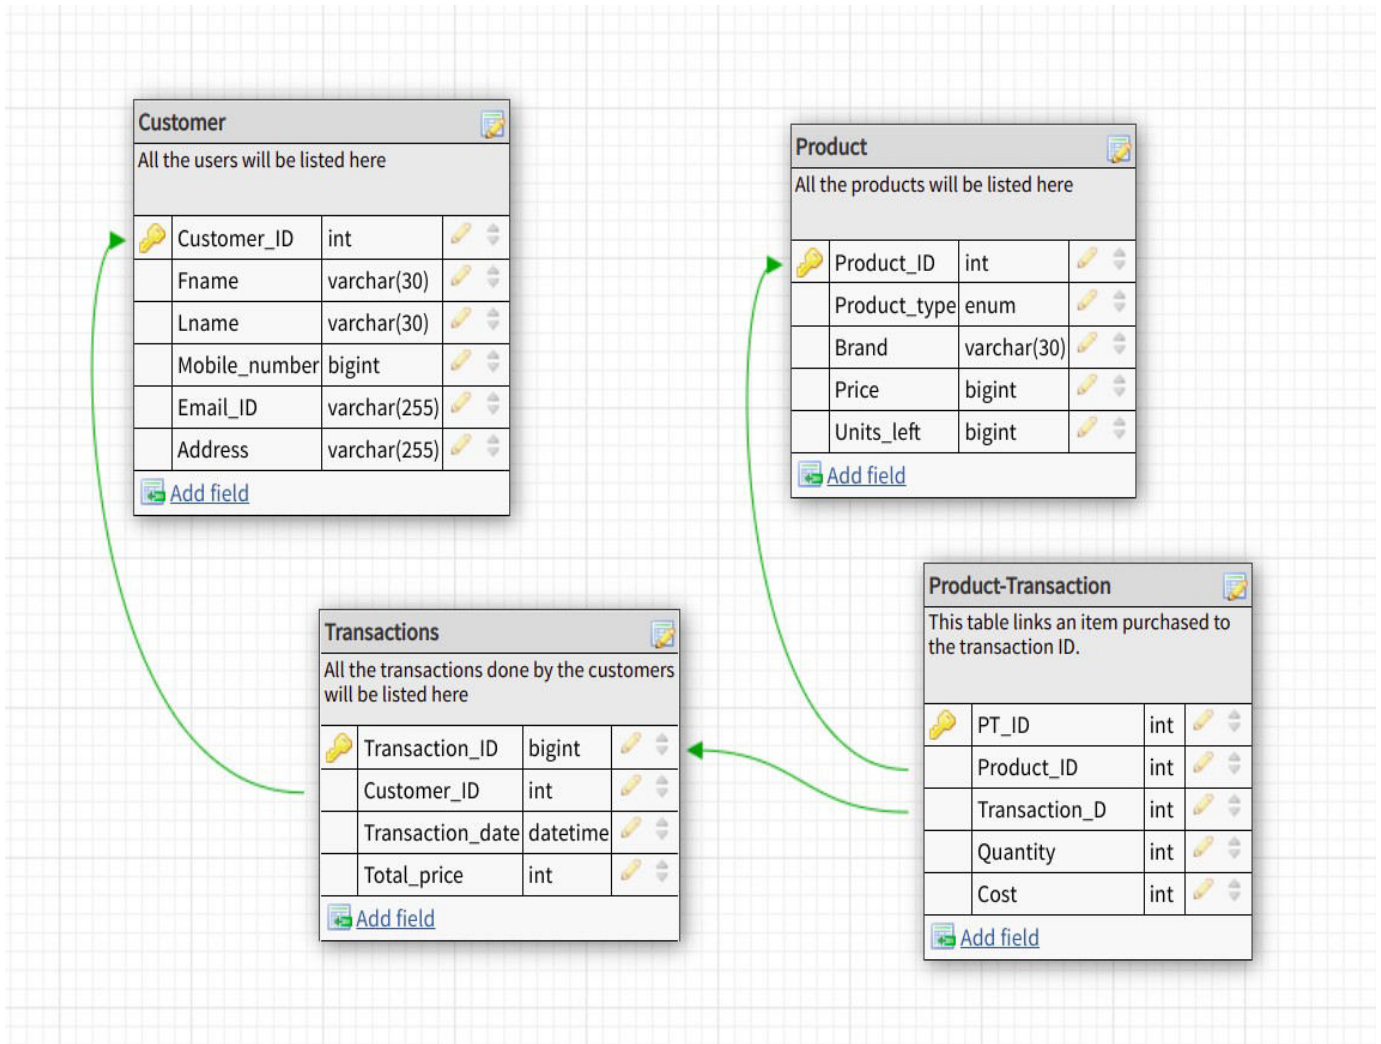 Customer
All the users will be listed here
Customer_ID int
Fname varchar(30)
Lname varchar(30)
Mobile_number bigint
Email_ID varchar(255)
Address varchar(255)
Add field
Product
All the products will be listed here
Product_ID int
Product_type enum
Brand varchar(30)
Price bigint
Units_left bigint
Add field
Transactions
All the transactions done by the customers
will be listed here
Transaction_ID bigint
Customer_ID int
Transaction_date datetime
Total_price int
Add field
Product-Transaction
This table links an item purchased to
the transaction ID.
PT_ID int
Product_ID int
Transaction_D int
Quantity int
Cost int
Add field